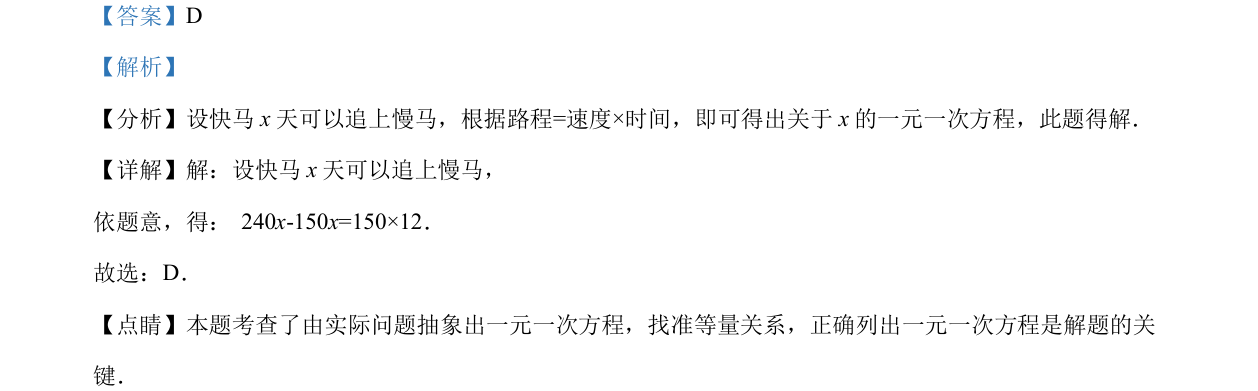 【答案】D
【解析】
【分析】设快马 x 天可以追上慢马，根据路程=速度×时间，即可得出关于 x 的一元一次方程，此题得解．
【详解】解：设快马 x 天可以追上慢马，
依题意，得： 240x-150x=150×12．
故选：D．
【点睛】本题考查了由实际问题抽象出一元一次方程，找准等量关系，正确列出一元一次方程是解题的关
键．